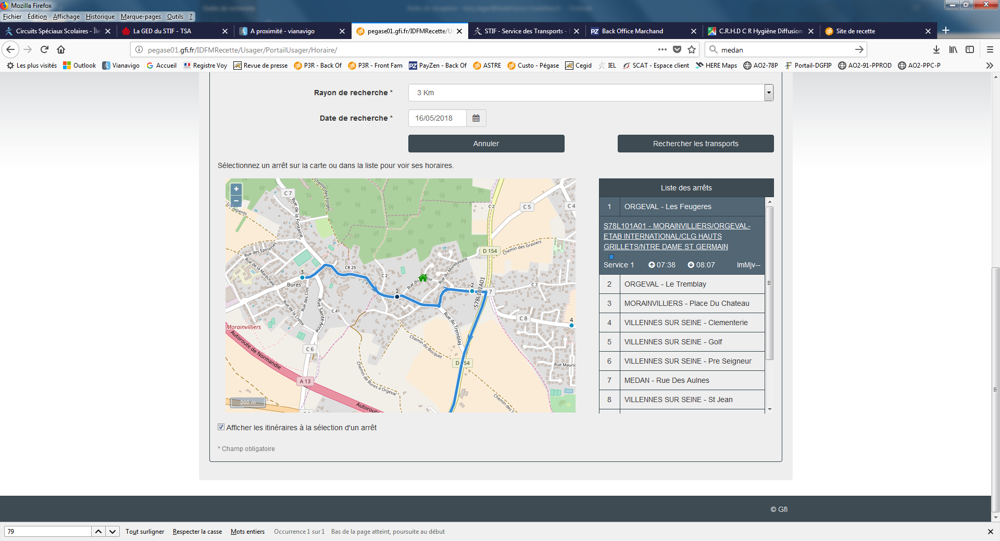 Mozilla Firefox
Fichier Édition Affichage Historique Marque-pages Outils ?
Circuits Spéciaux Scolaires - Île La GED du STIF - TSA A proximité - vianavigo pegase01.gfi.fr/IDFMRecette/Us STIF - Service des Transports - Back Office Marchand C.R.H.D C R Hygiène Diffusion Site de recette
pegase01.gfi.fr/IDFMRecette/Usager/PortailUsager/Horaire/ medan
Les plus visités Outlook Vianavigo Accueil Registre Voy Revue de presse P3R - Back Of P3R - Front Fam PayZen - Back Of ASTRE Custo - Pégase Cegid IEL SCAT - Espace client HERE Maps AO2-78P Portail-DGFIP AO2-91-PPROD AO2-PPC-P
Rayon de recherche * 3 Km
Date de recherche * 16/05/2018
Annuler Rechercher les transports
Sélectionnez un arrêt sur la carte ou dans la liste pour voir ses horaires.
+
−
C 7
Chemin des Forges
Rue de la Fontaine
C 2
C 5
C 4
D 154
Chemin des Graviers
Rue des Épinettes
Rue de la Maréchale
CR 25
C 2
Rue du
oir
Rue du Montluisant
3
Bures
1
2
S78L101A01
7
C 7
Rue des Clos
Rue de la Crette
Rue Sainte-Anne
C 41
Rue du Tremblay
C 8
4
Morainvilliers
Autoroute de Normandie
C 6
Chemin du Bocquet
D 154
Chemin de Bures à Orgeval
Rue Mauric
A 13
Autorout
Chemin des S
200 m
Liste des arrêts
1 ORGEVAL - Les Feugeres
S78L101A01 - MORAINVILLIERS/ORGEVAL-
ETAB INTERNATIONAL/CLG HAUTS
GRILLETS/NTRE DAME ST GERMAIN
Service 1 07:38 08:07 lmMjv--
2 ORGEVAL - Le Tremblay
3 MORAINVILLIERS - Place Du Chateau
4 VILLENNES SUR SEINE - Clementerie
5 VILLENNES SUR SEINE - Golf
6 VILLENNES SUR SEINE - Pre Seigneur
7 MEDAN - Rue Des Aulnes
8 VILLENNES SUR SEINE - St Jean
Afficher les itinéraires à la sélection d'un arrêt
* Champ obligatoire
© Gfi
79 Tout surligner Respecter la casse Mots entiers Occurrence 1 sur 1 Bas de la page atteint, poursuite au début